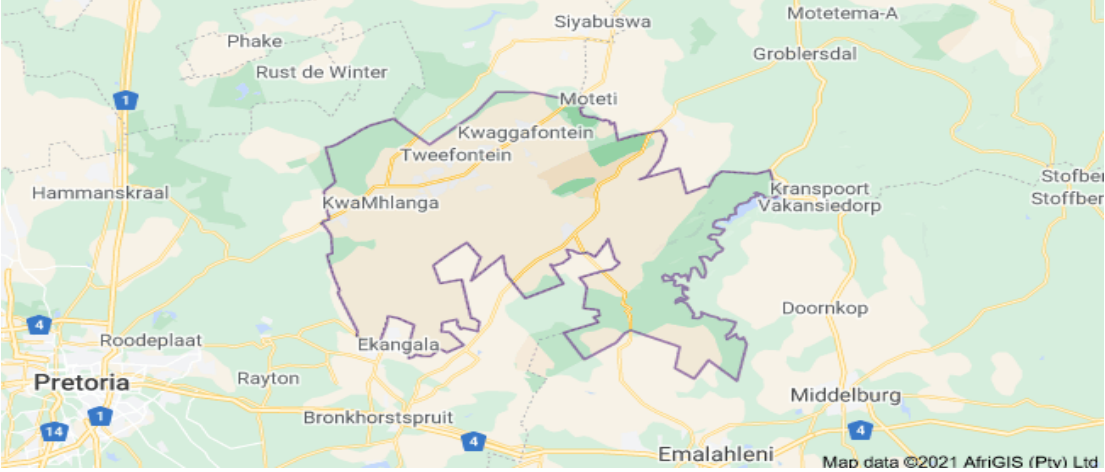 Siyabuswa
Motetema-A
Phake
Groblersdal
Rust de Winter
1
Moteti
Kwaggafontein
Tweefontein
Hammanskraal
KwaMhlanga
Kranspoort
Vakansiedorp
Stofber
Stoffber
Doornkop
4
Roodeplaat
Ekangala
Pretoria
Rayton
Middelburg
1
Bronkhorstspruit
14
4
4
Emalahleni
Map data ©2021 AfriGIS (Pty) Ltd